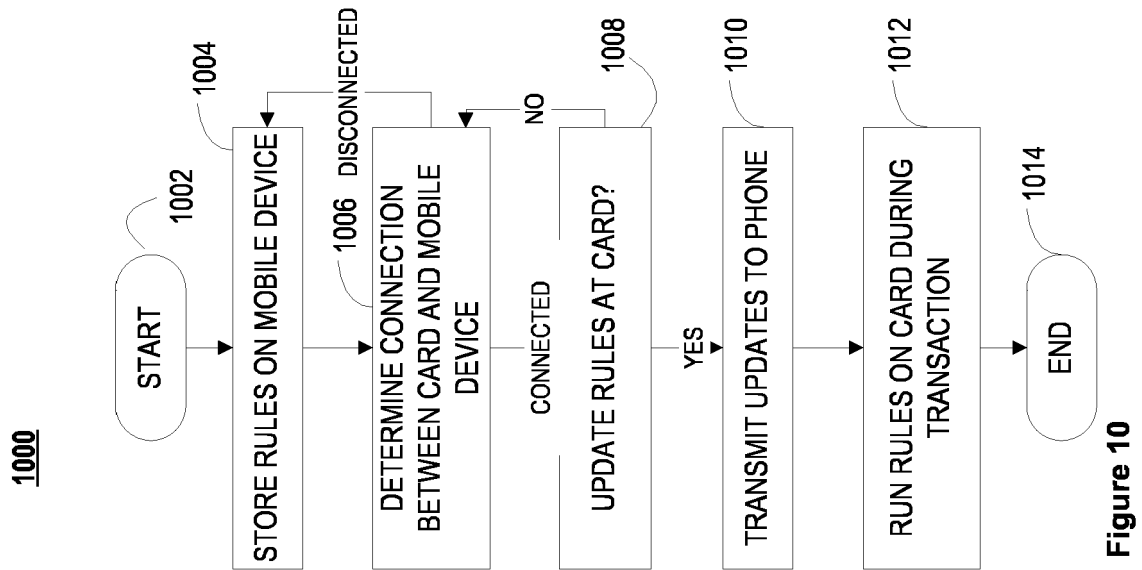 1000
START
1002
STORE RULES ON MOBILE DEVICE
1004
DISCONNECTED
DETERMINE CONNECTION
BETWEEN CARD AND MOBILE
DEVICE
1006
CONNECTED
NO
UPDATE RULES AT CARD?
1008
YES
TRANSMIT UPDATES TO PHONE
1010
RUN RULES ON CARD DURING
TRANSACTION
1012
END
1014
Figure 10